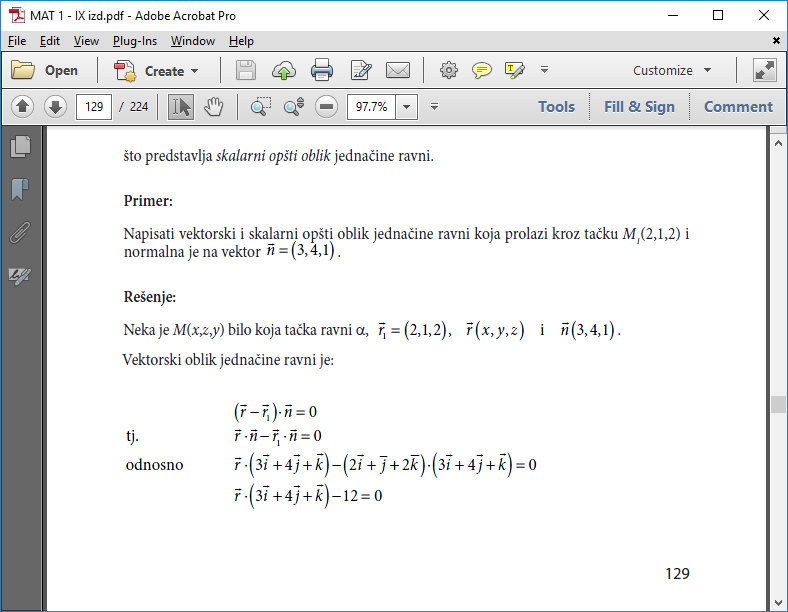 MAT 1 - IX izd.pdf - Adobe Acrobat Pro
File Edit View Plug-Ins Window Help
Open Create Customize
129 / 224 97.7% Tools Fill & Sign Comment
što predstavlja skalarni opšti oblik jednačine ravni.
Primer:
Napisati vektorski i skalarni opšti oblik jednačine ravni koja prolazi kroz tačku M₁(2,1,2) i
normalna je na vektor n⃗ = (3,4,1) .
Rešenje:
Neka je M(x,z,y) bilo koja tačka ravni α, r⃗₁ = (2,1,2), r⃗(x, y, z) i n⃗(3,4,1) .
Vektorski oblik jednačine ravni je:
(r⃗ − r⃗₁) · n⃗ = 0
tj. r⃗ · n⃗ − r⃗₁ · n⃗ = 0
odnosno r⃗ · (3i⃗ + 4j⃗ + k⃗) − (2i⃗ + j⃗ + 2k⃗) · (3i⃗ + 4j⃗ + k⃗) = 0
r⃗ · (3i⃗ + 4j⃗ + k⃗) − 12 = 0
129